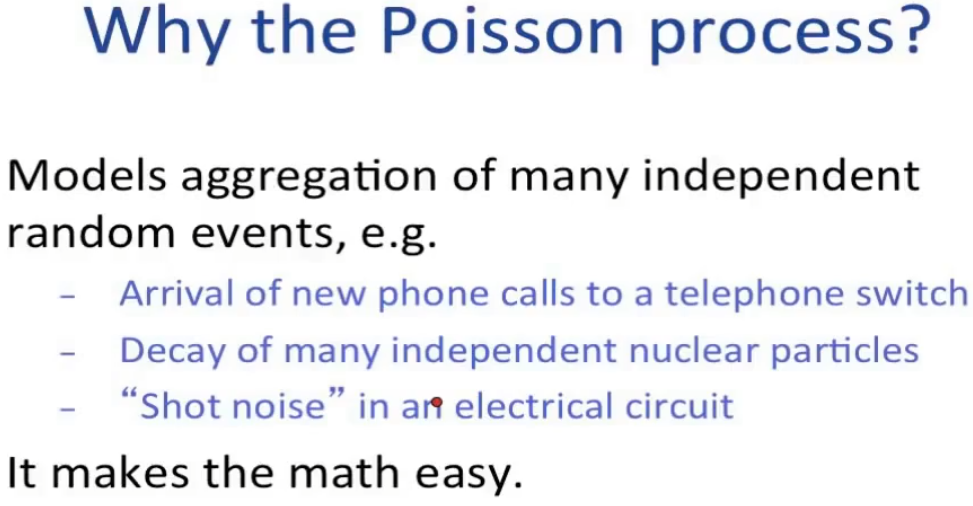 Why the Poisson process?
Models aggregation of many independent
random events, e.g.
– Arrival of new phone calls to a telephone switch
– Decay of many independent nuclear particles
– “Shot noise” in an electrical circuit
It makes the math easy.